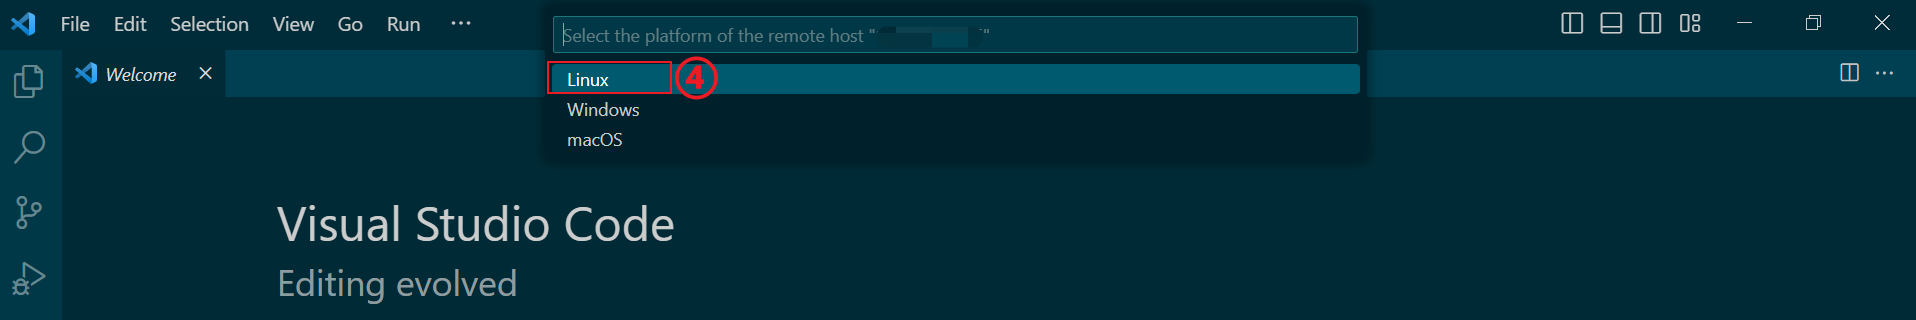 File Edit Selection View Go Run ···
Select the platform of the remote host " "
Welcome
Linux ④
Windows
macOS
Visual Studio Code
Editing evolved